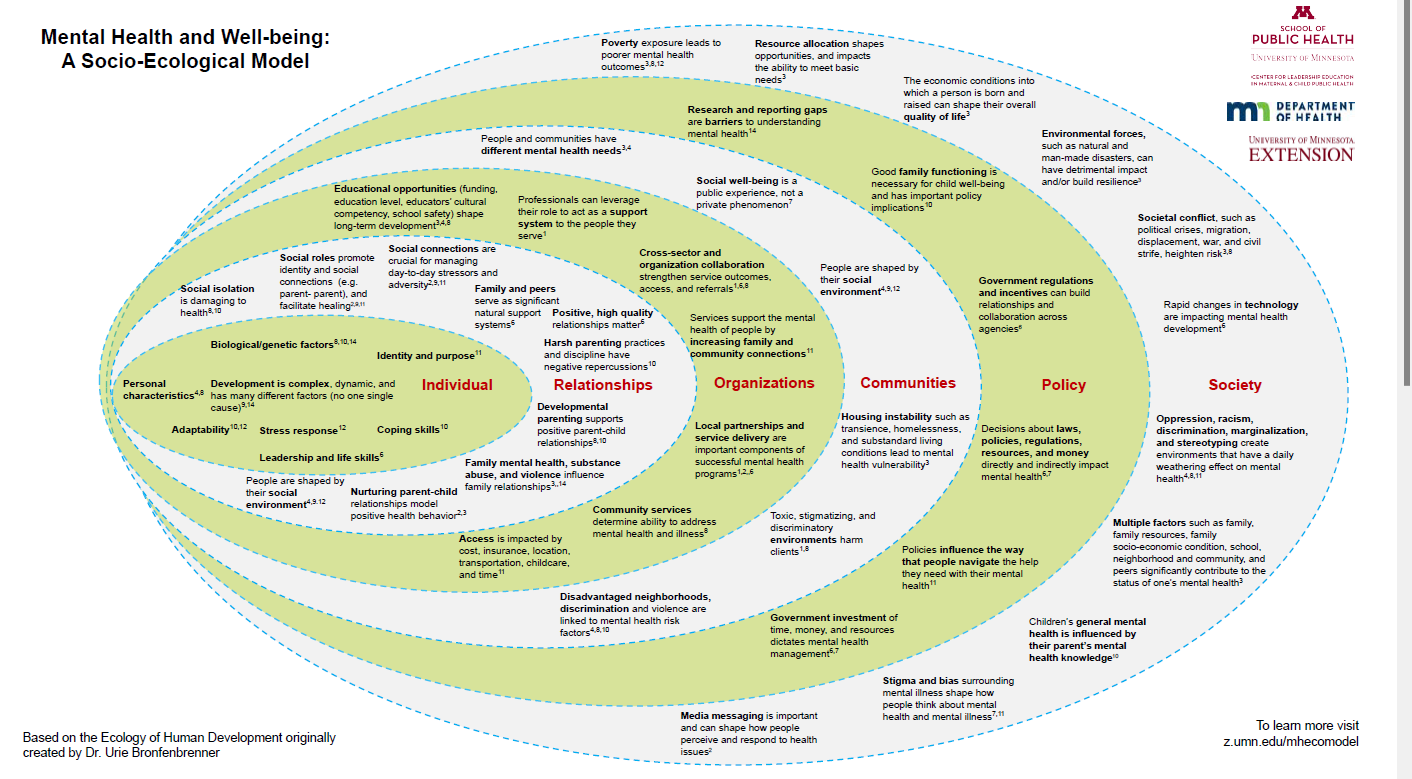 Mental Health and Well-being:
A Socio-Ecological Model
SCHOOL OF
PUBLIC HEALTH
UNIVERSITY OF MINNESOTA
CENTER FOR LEADERSHIP EDUCATION
IN MATERNAL & CHILD PUBLIC HEALTH
DEPARTMENT
OF HEALTH
UNIVERSITY OF MINNESOTA
EXTENSION
Poverty exposure leads to
poorer mental health
outcomes3,8,12
Resource allocation shapes
opportunities, and impacts
the ability to meet basic
needs3
The economic conditions into
which a person is born and
raised can shape their overall
quality of life3
Environmental forces,
such as natural and
man-made disasters, can
have detrimental impact
and/or build resilience3
Societal conflict, such as
political crises, migration,
displacement, war, and civil
strife, heighten risk3,8
Rapid changes in technology
are impacting mental health
development6
Research and reporting gaps
are barriers to understanding
mental health14
Good family functioning is
necessary for child well-being
and has important policy
implications10
Government regulations
and incentives can build
relationships and
collaboration across
agencies6
People and communities have
different mental health needs3,4
Social well-being is a
public experience, not a
private phenomenon7
People are shaped by
their social
environment4,9,12
Educational opportunities (funding,
education level, educators' cultural
competency, school safety) shape
long-term development3,4,8
Professionals can leverage
their role to act as a support
system to the people they
serve1
Cross-sector and
organization collaboration
strengthen service outcomes,
access, and referrals1,6,8
Services support the mental
health of people by
increasing family and
community connections11
Social isolation
is damaging to
health8,10
Social roles promote
identity and social
connections (e.g.
parent- parent), and
facilitate healing2,9,11
Social connections are
crucial for managing
day-to-day stressors and
adversity2,9,11
Family and peers
serve as significant
natural support
systems6
Positive, high quality
relationships matter6
Harsh parenting practices
and discipline have
negative repercussions10
Biological/genetic factors8,10,14
Identity and purpose11
Personal
characteristics4,8
Development is complex, dynamic, and
has many different factors (no one single
cause)9,14
Individual
Relationships
Organizations
Communities
Policy
Society
Adaptability10,12
Stress response12
Coping skills10
Leadership and life skills6
Developmental
parenting supports
positive parent-child
relationships8,10
Family mental health, substance
abuse, and violence influence
family relationships3,,14
People are shaped by
their social
environment4,9.12
Nurturing parent-child
relationships model
positive health behavior2,3
Local partnerships and
service delivery are
important components of
successful mental health
programs1,2,,6
Community services
determine ability to address
mental health and illness8
Access is impacted by
cost, insurance, location,
transportation, childcare,
and time11
Housing instability such as
transience, homelessness,
and substandard living
conditions lead to mental
health vulnerability3
Toxic, stigmatizing, and
discriminatory
environments harm
clients1,8
Disadvantaged neighborhoods,
discrimination and violence are
linked to mental health risk
factors4,8,10
Decisions about laws,
policies, regulations,
resources, and money
directly and indirectly impact
mental health6,7
Policies influence the way
that people navigate the help
they need with their mental
health11
Government investment of
time, money, and resources
dictates mental health
management6,7
Oppression, racism,
discrimination, marginalization,
and stereotyping create
environments that have a daily
weathering effect on mental
health4,8,11
Multiple factors such as family,
family resources, family
socio-economic condition, school,
neighborhood and community, and
peers significantly contribute to the
status of one's mental health3
Children's general mental
health is influenced by
their parent's mental
health knowledge10
Stigma and bias surrounding
mental illness shape how
people think about mental
health and mental illness7,11
Media messaging is important
and can shape how people
perceive and respond to health
issues2
Based on the Ecology of Human Development originally
created by Dr. Urie Bronfenbrenner
To learn more visit
z.umn.edu/mhecomodel